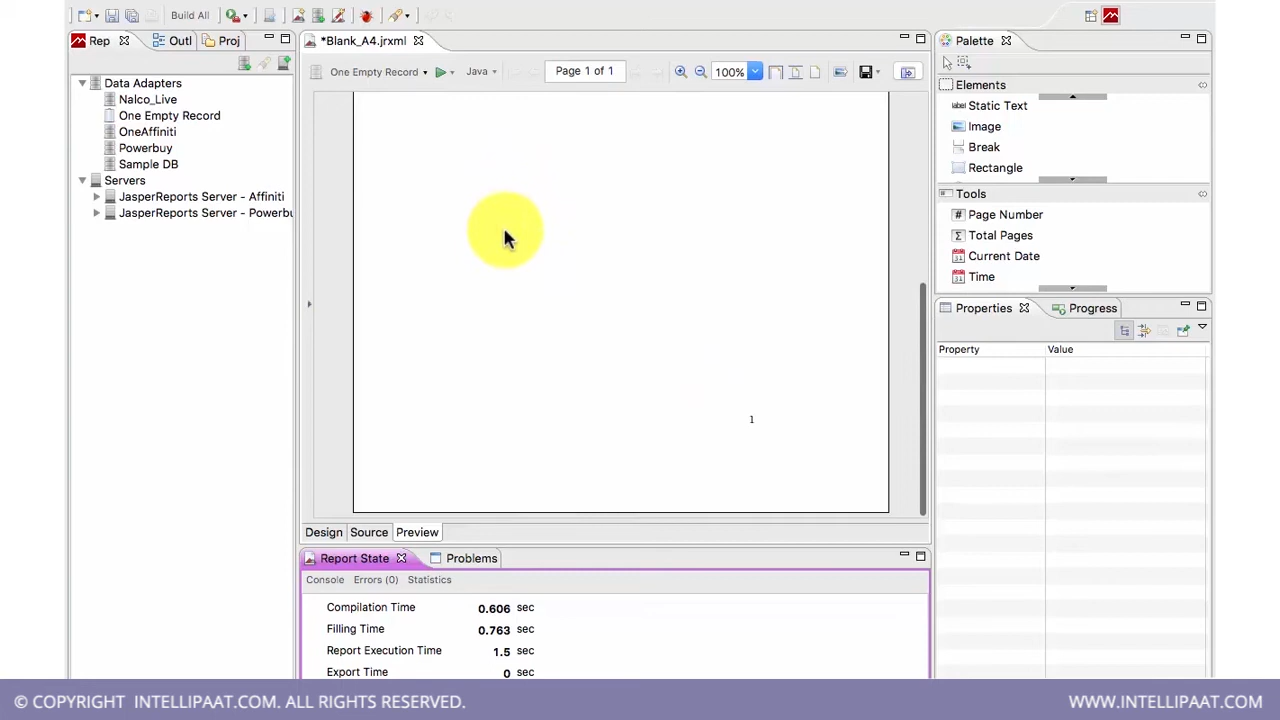 Build All
Rep
Outl
Proj
Data Adapters
Nalco_Live
One Empty Record
OneAffiniti
Powerbuy
Sample DB
Servers
JasperReports Server - Affiniti
JasperReports Server - Powerbu
*Blank_A4.jrxml
One Empty Record
Java
Page 1 of 1
100%
1
Design
Source
Preview
Report State
Problems
Console
Errors (0)
Statistics
Compilation Time 0.606 sec
Filling Time 0.763 sec
Report Execution Time 1.5 sec
Export Time 0 sec
Palette
Elements
label Static Text
Image
Break
Rectangle
Tools
# Page Number
Σ Total Pages
31 Current Date
31 Time
Properties
Progress
Property
Value
© COPYRIGHT INTELLIPAAT.COM. ALL RIGHTS RESERVED.
WWW.INTELLIPAAT.COM